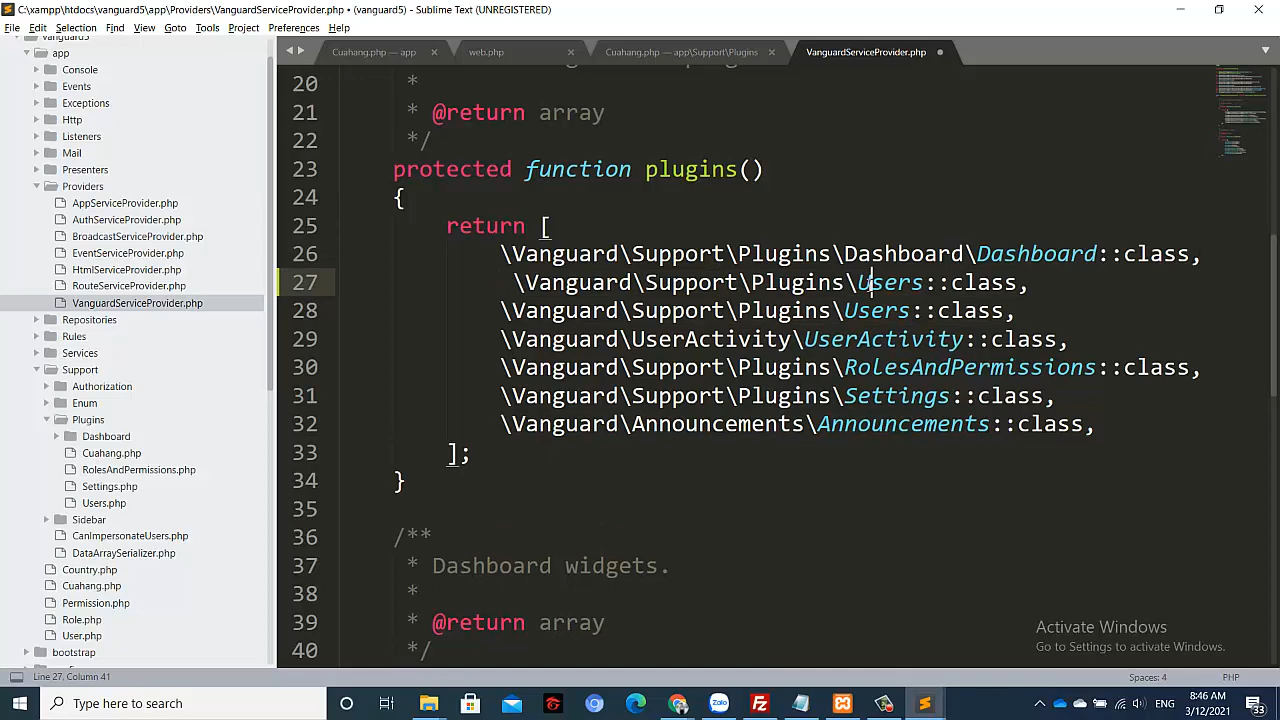 C:\xampp\htdocs\vanguard5\app\Providers\VanguardServiceProvider.php • (vanguard5) - Sublime Text (UNREGISTERED)
File Edit Selection Find View Goto Tools Project Preferences Help
vanguard5
app
Console
Events
Exceptions
Http
Listeners
Mail
Presenters
Providers
AppServiceProvider.php
AuthServiceProvider.php
BroadcastServiceProvider.php
EventServiceProvider.php
HtmlServiceProvider.php
RouteServiceProvider.php
VanguardServiceProvider.php
Repositories
Rules
Services
Support
Authorization
Enum
Plugins
Dashboard
Cuahang.php
RolesAndPermissions.php
Settings.php
Users.php
Sidebar
CanImpersonateUsers.php
DataArraySerializer.php
Country.php
Cuahang.php
Permission.php
Role.php
User.php
bootstrap
Cuahang.php — app
web.php
Cuahang.php — app\Support\Plugins
VanguardServiceProvider.php
20 *
21 * @return array
22 */
23 protected function plugins()
24 {
25 return [
26 \Vanguard\Support\Plugins\Dashboard\Dashboard::class,
27 \Vanguard\Support\Plugins\Users::class,
28 \Vanguard\Support\Plugins\Users::class,
29 \Vanguard\UserActivity\UserActivity::class,
30 \Vanguard\Support\Plugins\RolesAndPermissions::class,
31 \Vanguard\Support\Plugins\Settings::class,
32 \Vanguard\Announcements\Announcements::class,
33 ];
34 }
35
36 /**
37 * Dashboard widgets.
38 *
39 * @return array
40 */
Activate Windows
Go to Settings to activate Windows.
Line 27, Column 41
Spaces: 4
PHP
Type here to search
Zalo
8:46 AM
3/12/2021
33